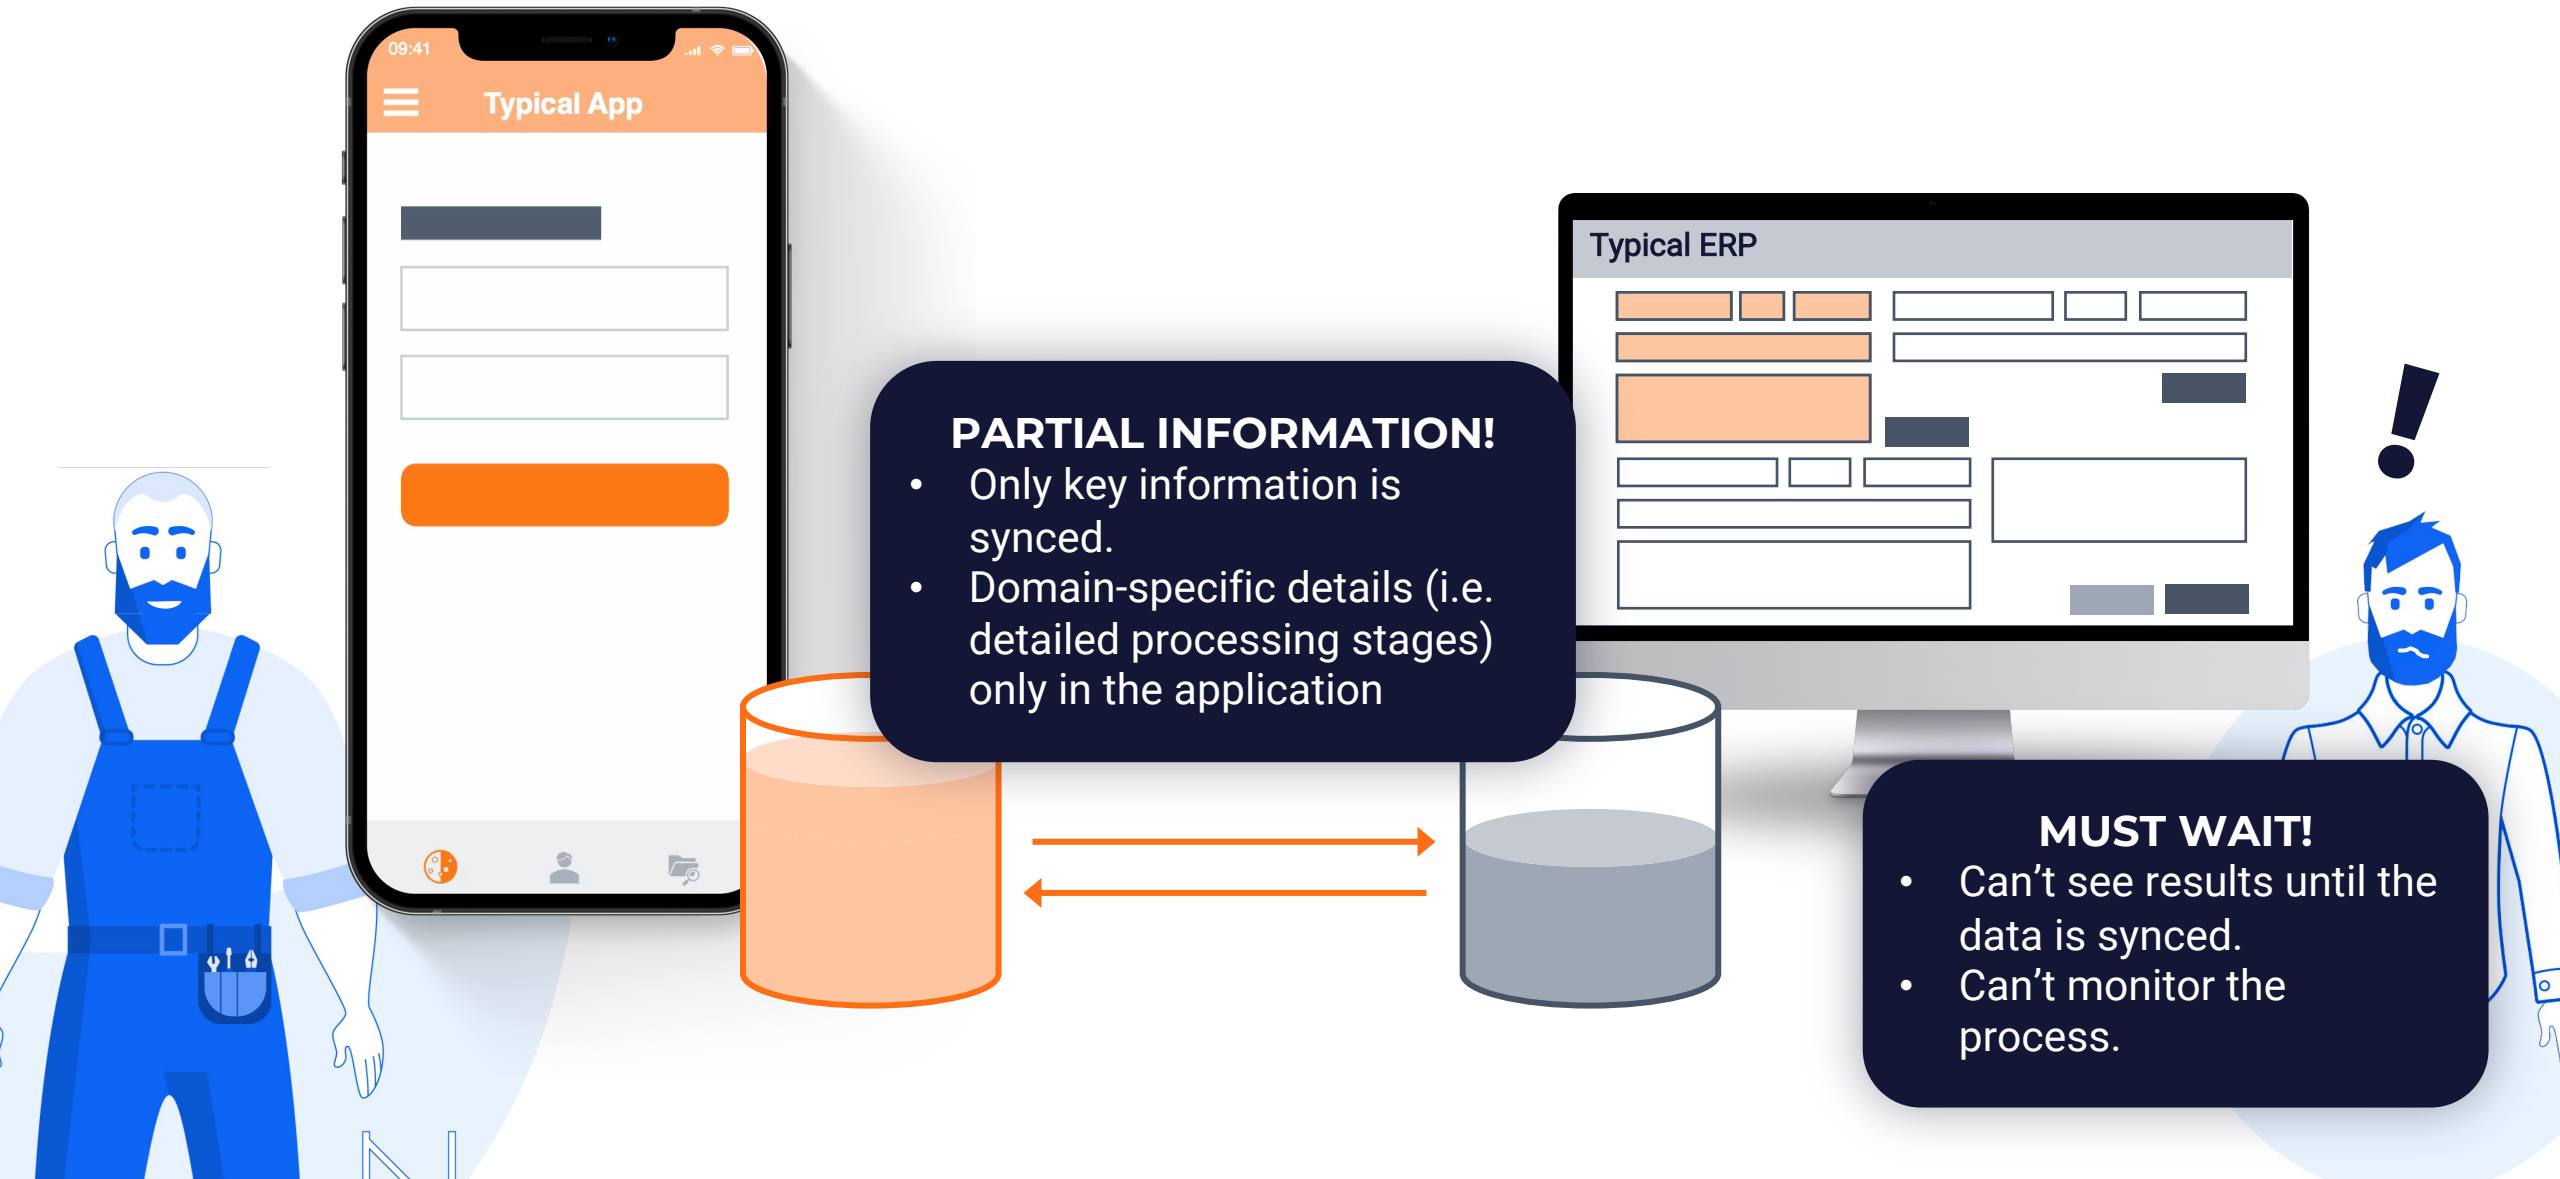 09:41
Typical App
Typical ERP
PARTIAL INFORMATION!
• Only key information is
synced.
• Domain-specific details (i.e.
detailed processing stages)
only in the application
MUST WAIT!
• Can’t see results until the
data is synced.
• Can’t monitor the
process.